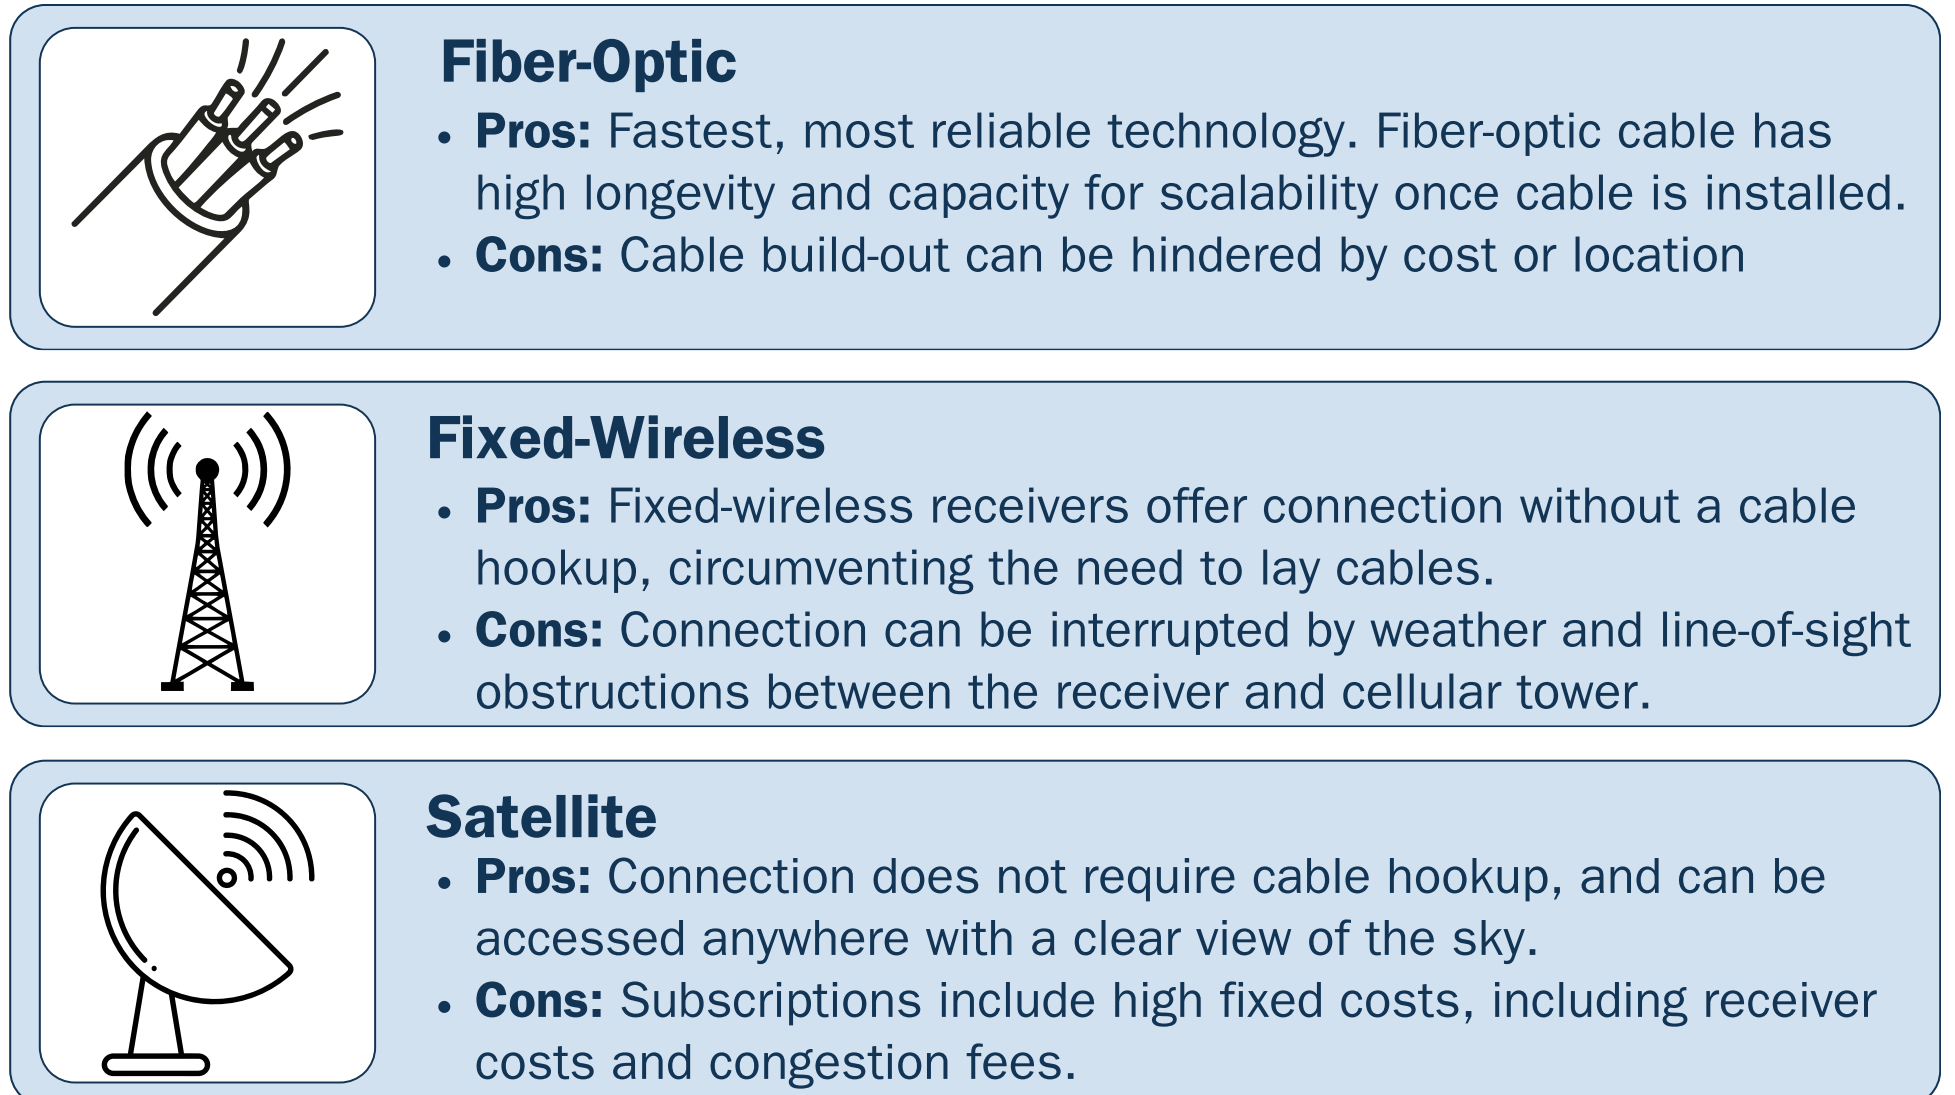 Fiber-Optic
• Pros: Fastest, most reliable technology. Fiber-optic cable has
high longevity and capacity for scalability once cable is installed.
• Cons: Cable build-out can be hindered by cost or location
Fixed-Wireless
• Pros: Fixed-wireless receivers offer connection without a cable
hookup, circumventing the need to lay cables.
• Cons: Connection can be interrupted by weather and line-of-sight
obstructions between the receiver and cellular tower.
Satellite
• Pros: Connection does not require cable hookup, and can be
accessed anywhere with a clear view of the sky.
• Cons: Subscriptions include high fixed costs, including receiver
costs and congestion fees.